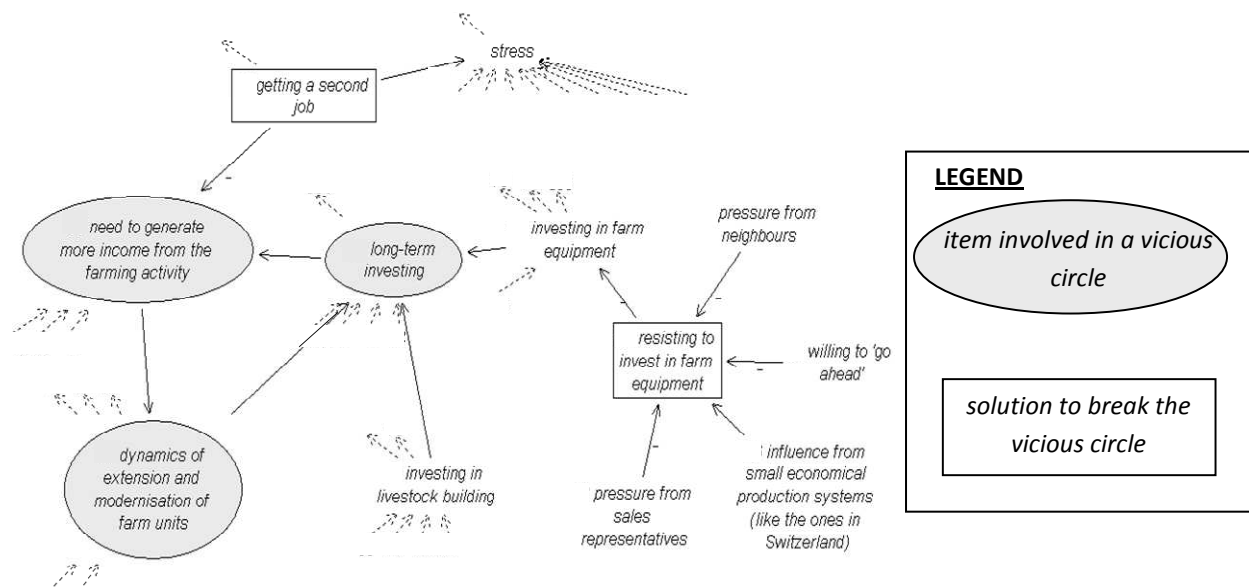 stress
getting a second
job
need to generate
more income from the
farming activity
long-term
investing
investing in farm
equipment
pressure from
neighbours
resisting to
invest in farm
equipment
willing to 'go
ahead'
dynamics of
extension and
modernisation of
farm units
investing in
livestock building
pressure from
sales
representatives
influence from
small economical
production systems
(like the ones in
Switzerland)
LEGEND
item involved in a vicious
circle
solution to break the
vicious circle